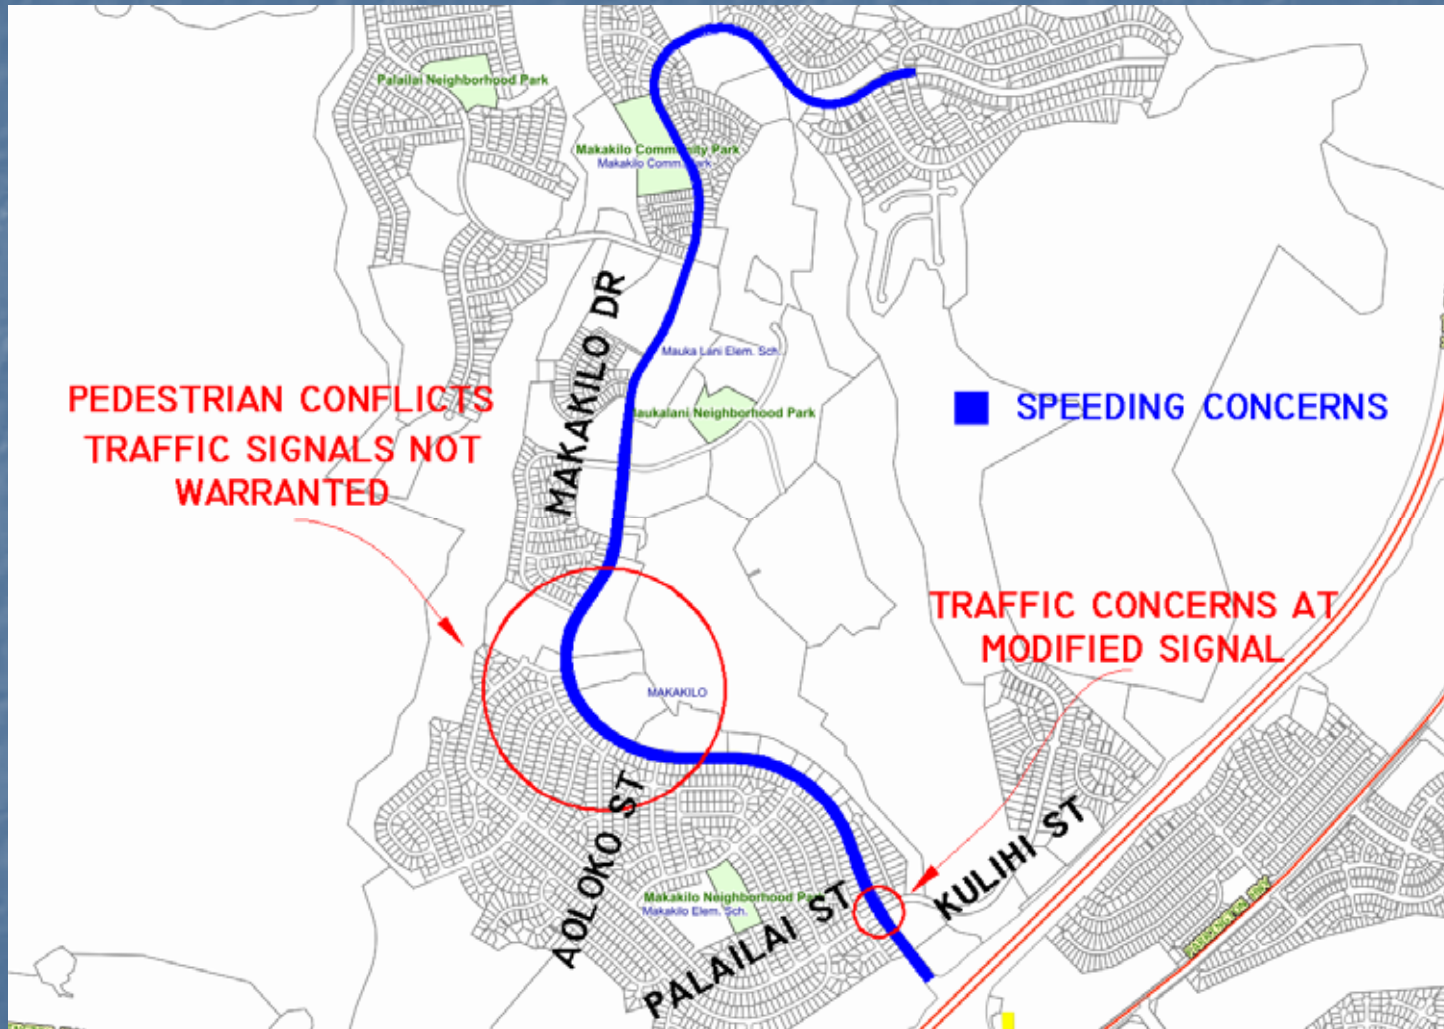 Palailai Neighborhood Park
Makakilo Community Park
Makakilo Comm. Park
MAKAKILO DR
Mauka Lani Elem. Sch.
aukalani Neighborhood Park
PEDESTRIAN CONFLICTS
TRAFFIC SIGNALS NOT
WARRANTED
SPEEDING CONCERNS
TRAFFIC CONCERNS AT
MODIFIED SIGNAL
MAKAKILO
AOLOKO ST
KULIHI ST
Makakilo Neighborhood Park
Makakilo Elem. Sch.
PALAILAI ST